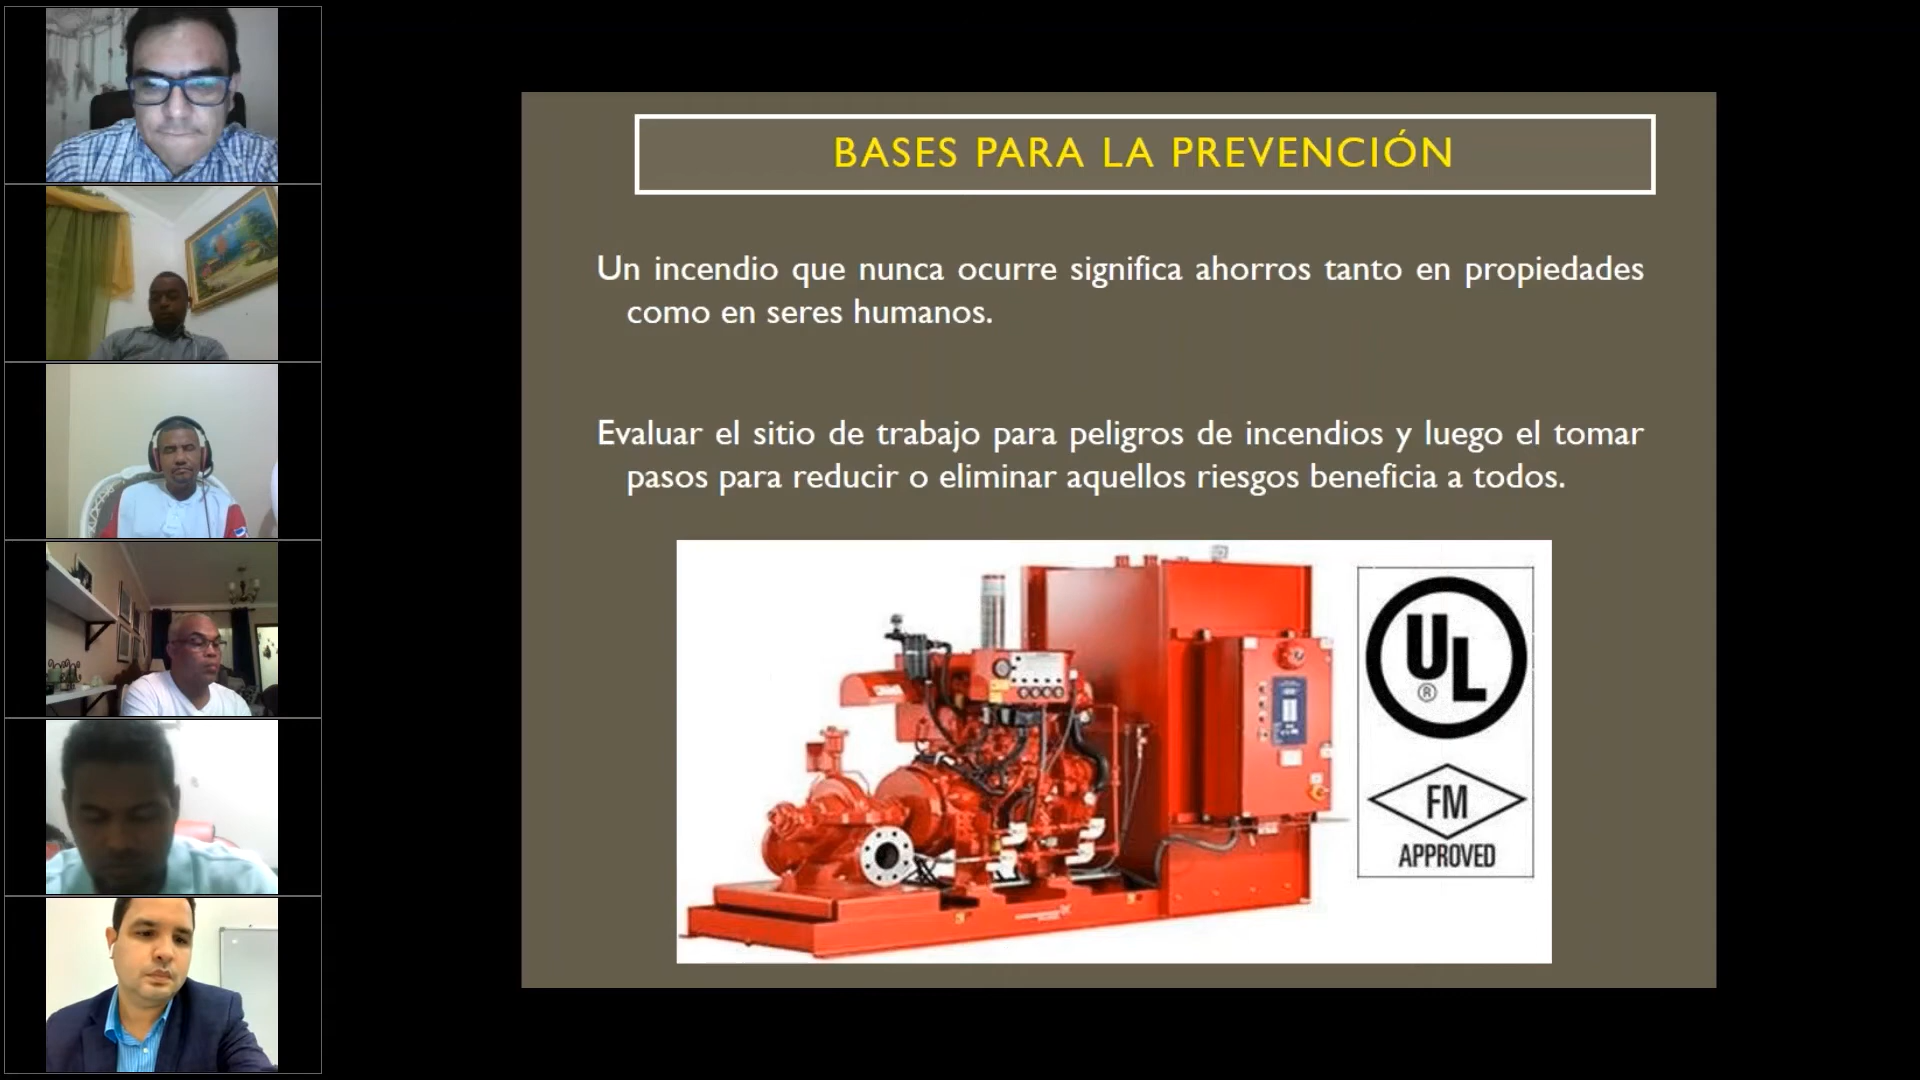 BASES PARA LA PREVENCIÓN
Un incendio que nunca ocurre significa ahorros tanto en propiedades
como en seres humanos.
Evaluar el sitio de trabajo para peligros de incendios y luego el tomar
pasos para reducir o eliminar aquellos riesgos beneficia a todos.
UL
®
FM
APPROVED